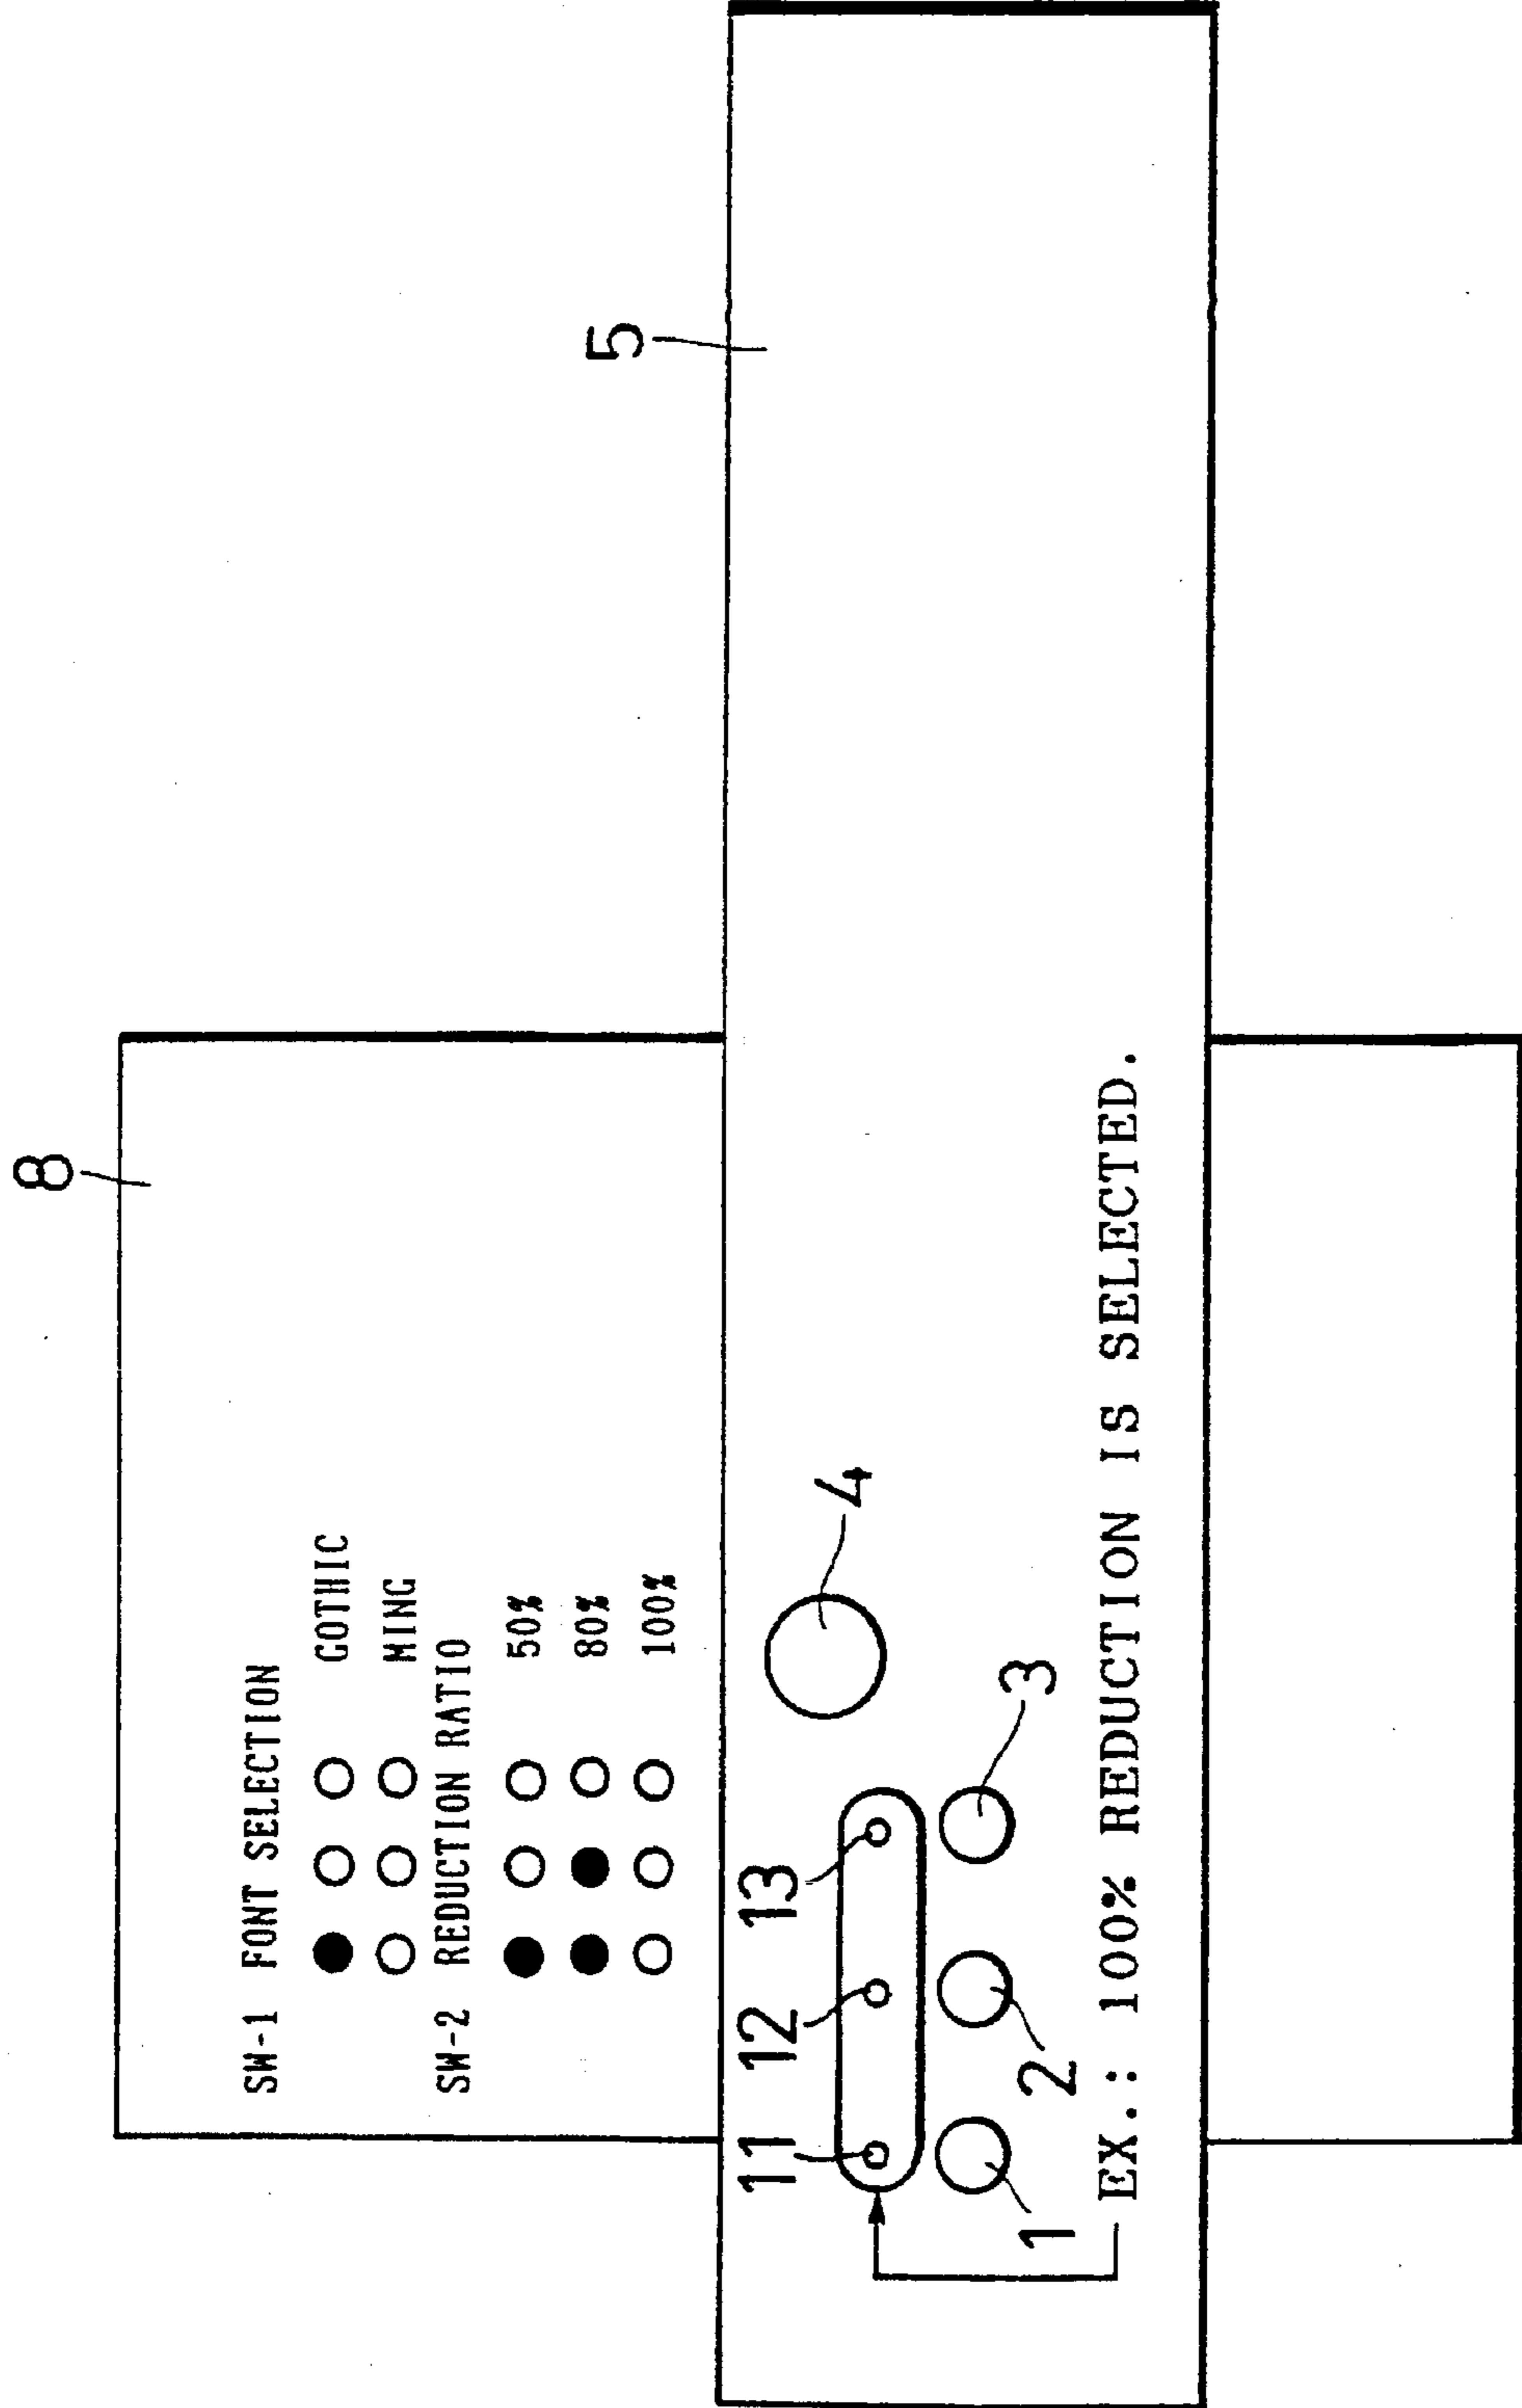 8
SW-1 FONT SELECTION
● ○ ○ GOTHIC
○ ○ ○ MING
SW-2 REDUCTION RATIO
● ○ ○ 50%
● ● ○ 80%
○ ○ ○ 100%
5
11 12 13
4
1 2 3
EX.: 100% REDUCTION IS SELECTED.